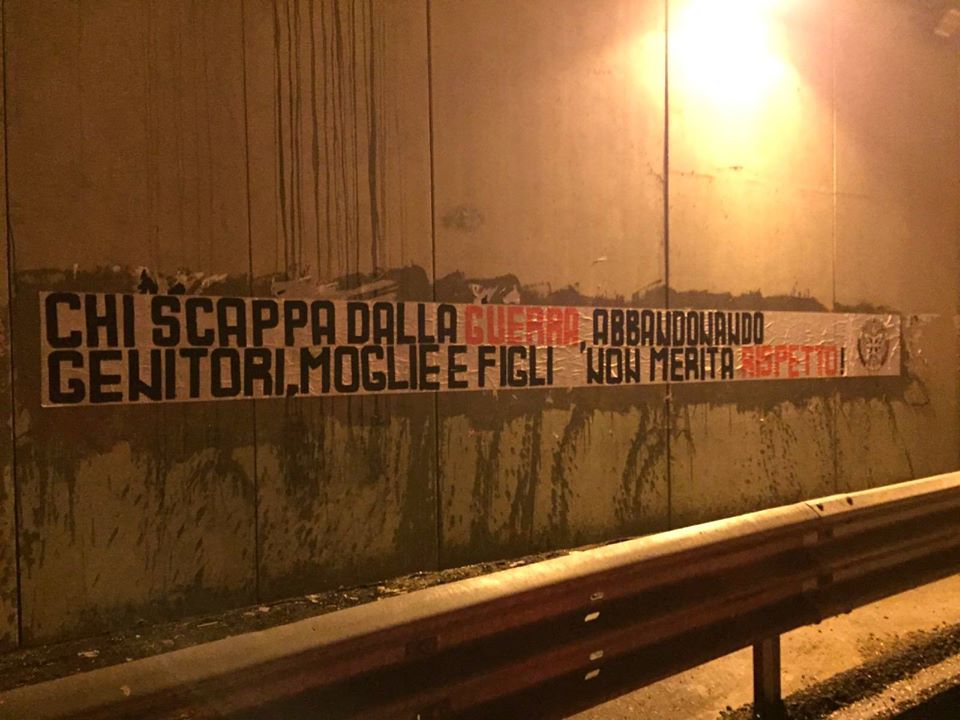 CHI SCAPPA DALLA GUERRA, ABBANDONANDO
GENITORI, MOGLIE E FIGLI NON MERITA RISPETTO!